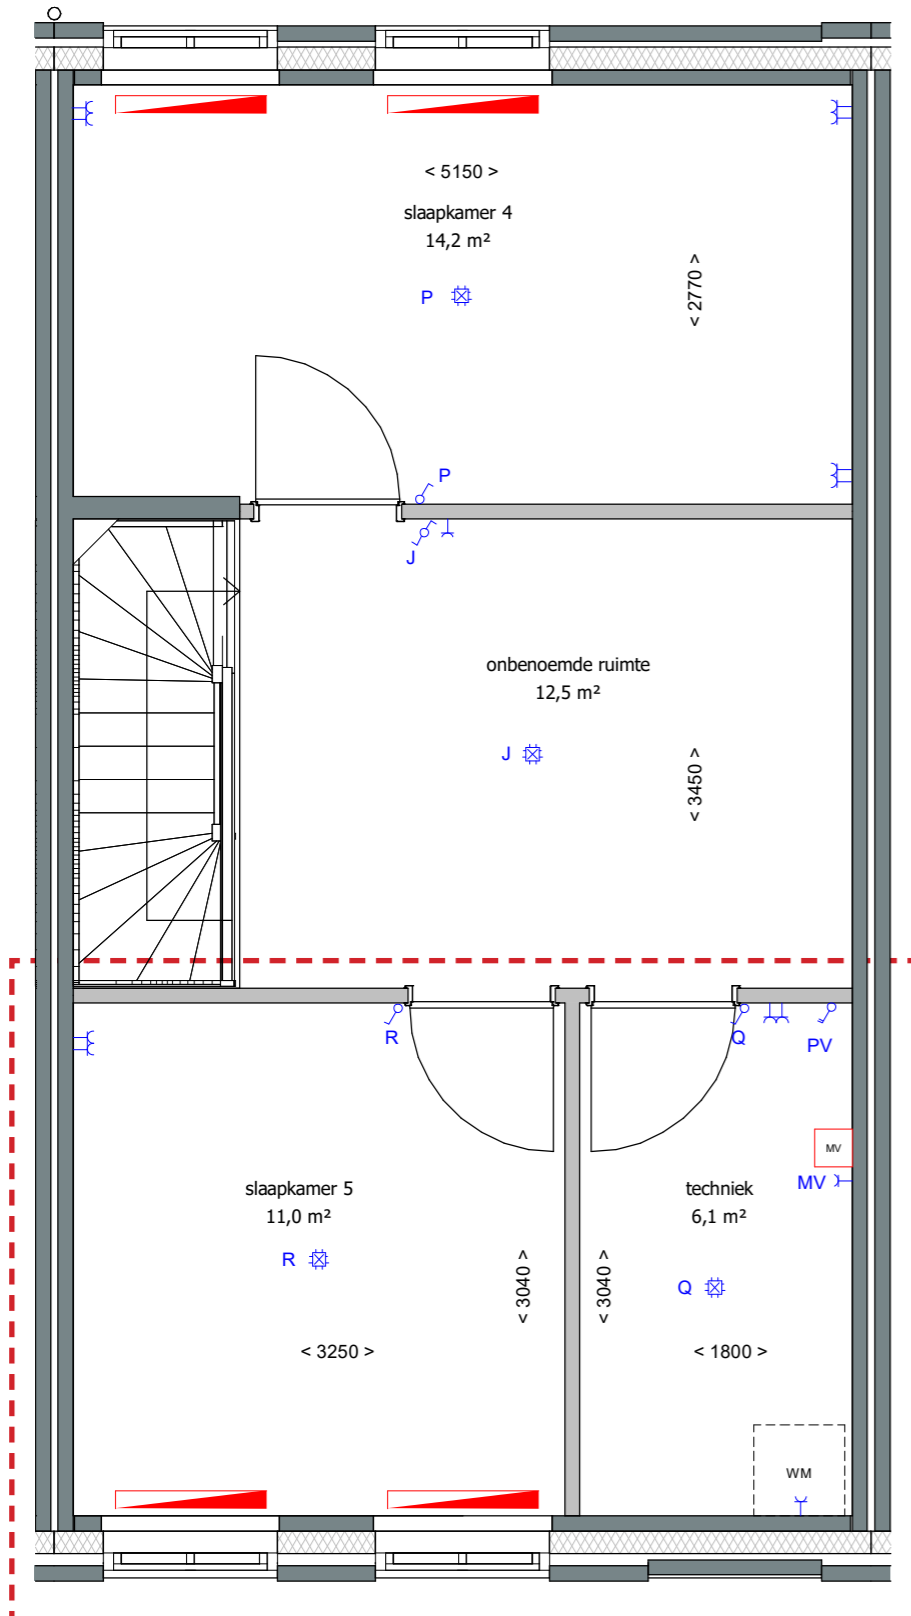 < 5150 >
slaapkamer 4
14,2 m²
< 2770 >
P
P
J
onbenoemde ruimte
12,5 m²
J
< 3450 >
R
Q
PV
MV
MV
slaapkamer 5
11,0 m²
techniek
6,1 m²
R
< 3040 >
< 3040 >
Q
< 3250 >
< 1800 >
WM